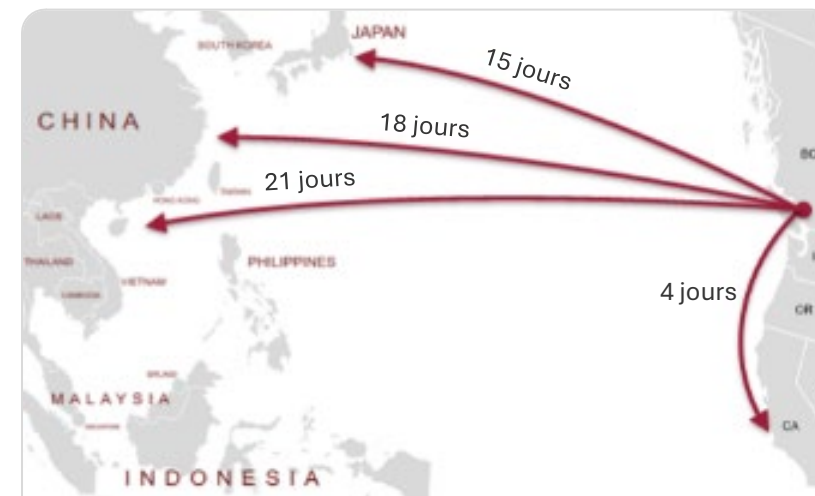 JAPAN
SOUTH KOREA
15 jours
CHINA
18 jours
BC
21 jours
TAIWAN
HONG KONG
LAOS
THAILAND
PHILIPPINES
VIETNAM
CAMBODIA
4 jours
OR
BRUNEI
MALAYSIA
CA
INDONESIA